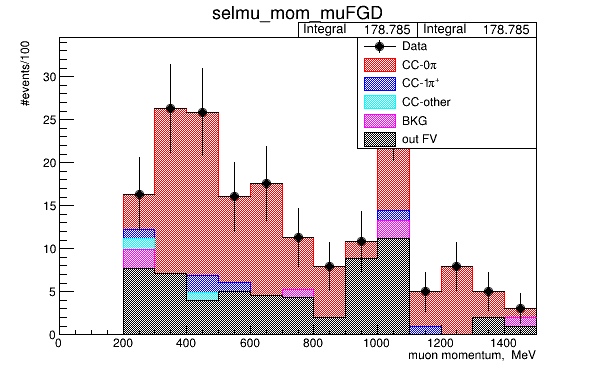 selmu_mom_muFGD
Integral 178.785 Integral 178.785
Data
CC-0π
CC-1π⁺
CC-other
BKG
out FV
#events/100
30
25
20
15
10
5
0
0 200 400 600 800 1000 1200 1400
muon momentum, MeV